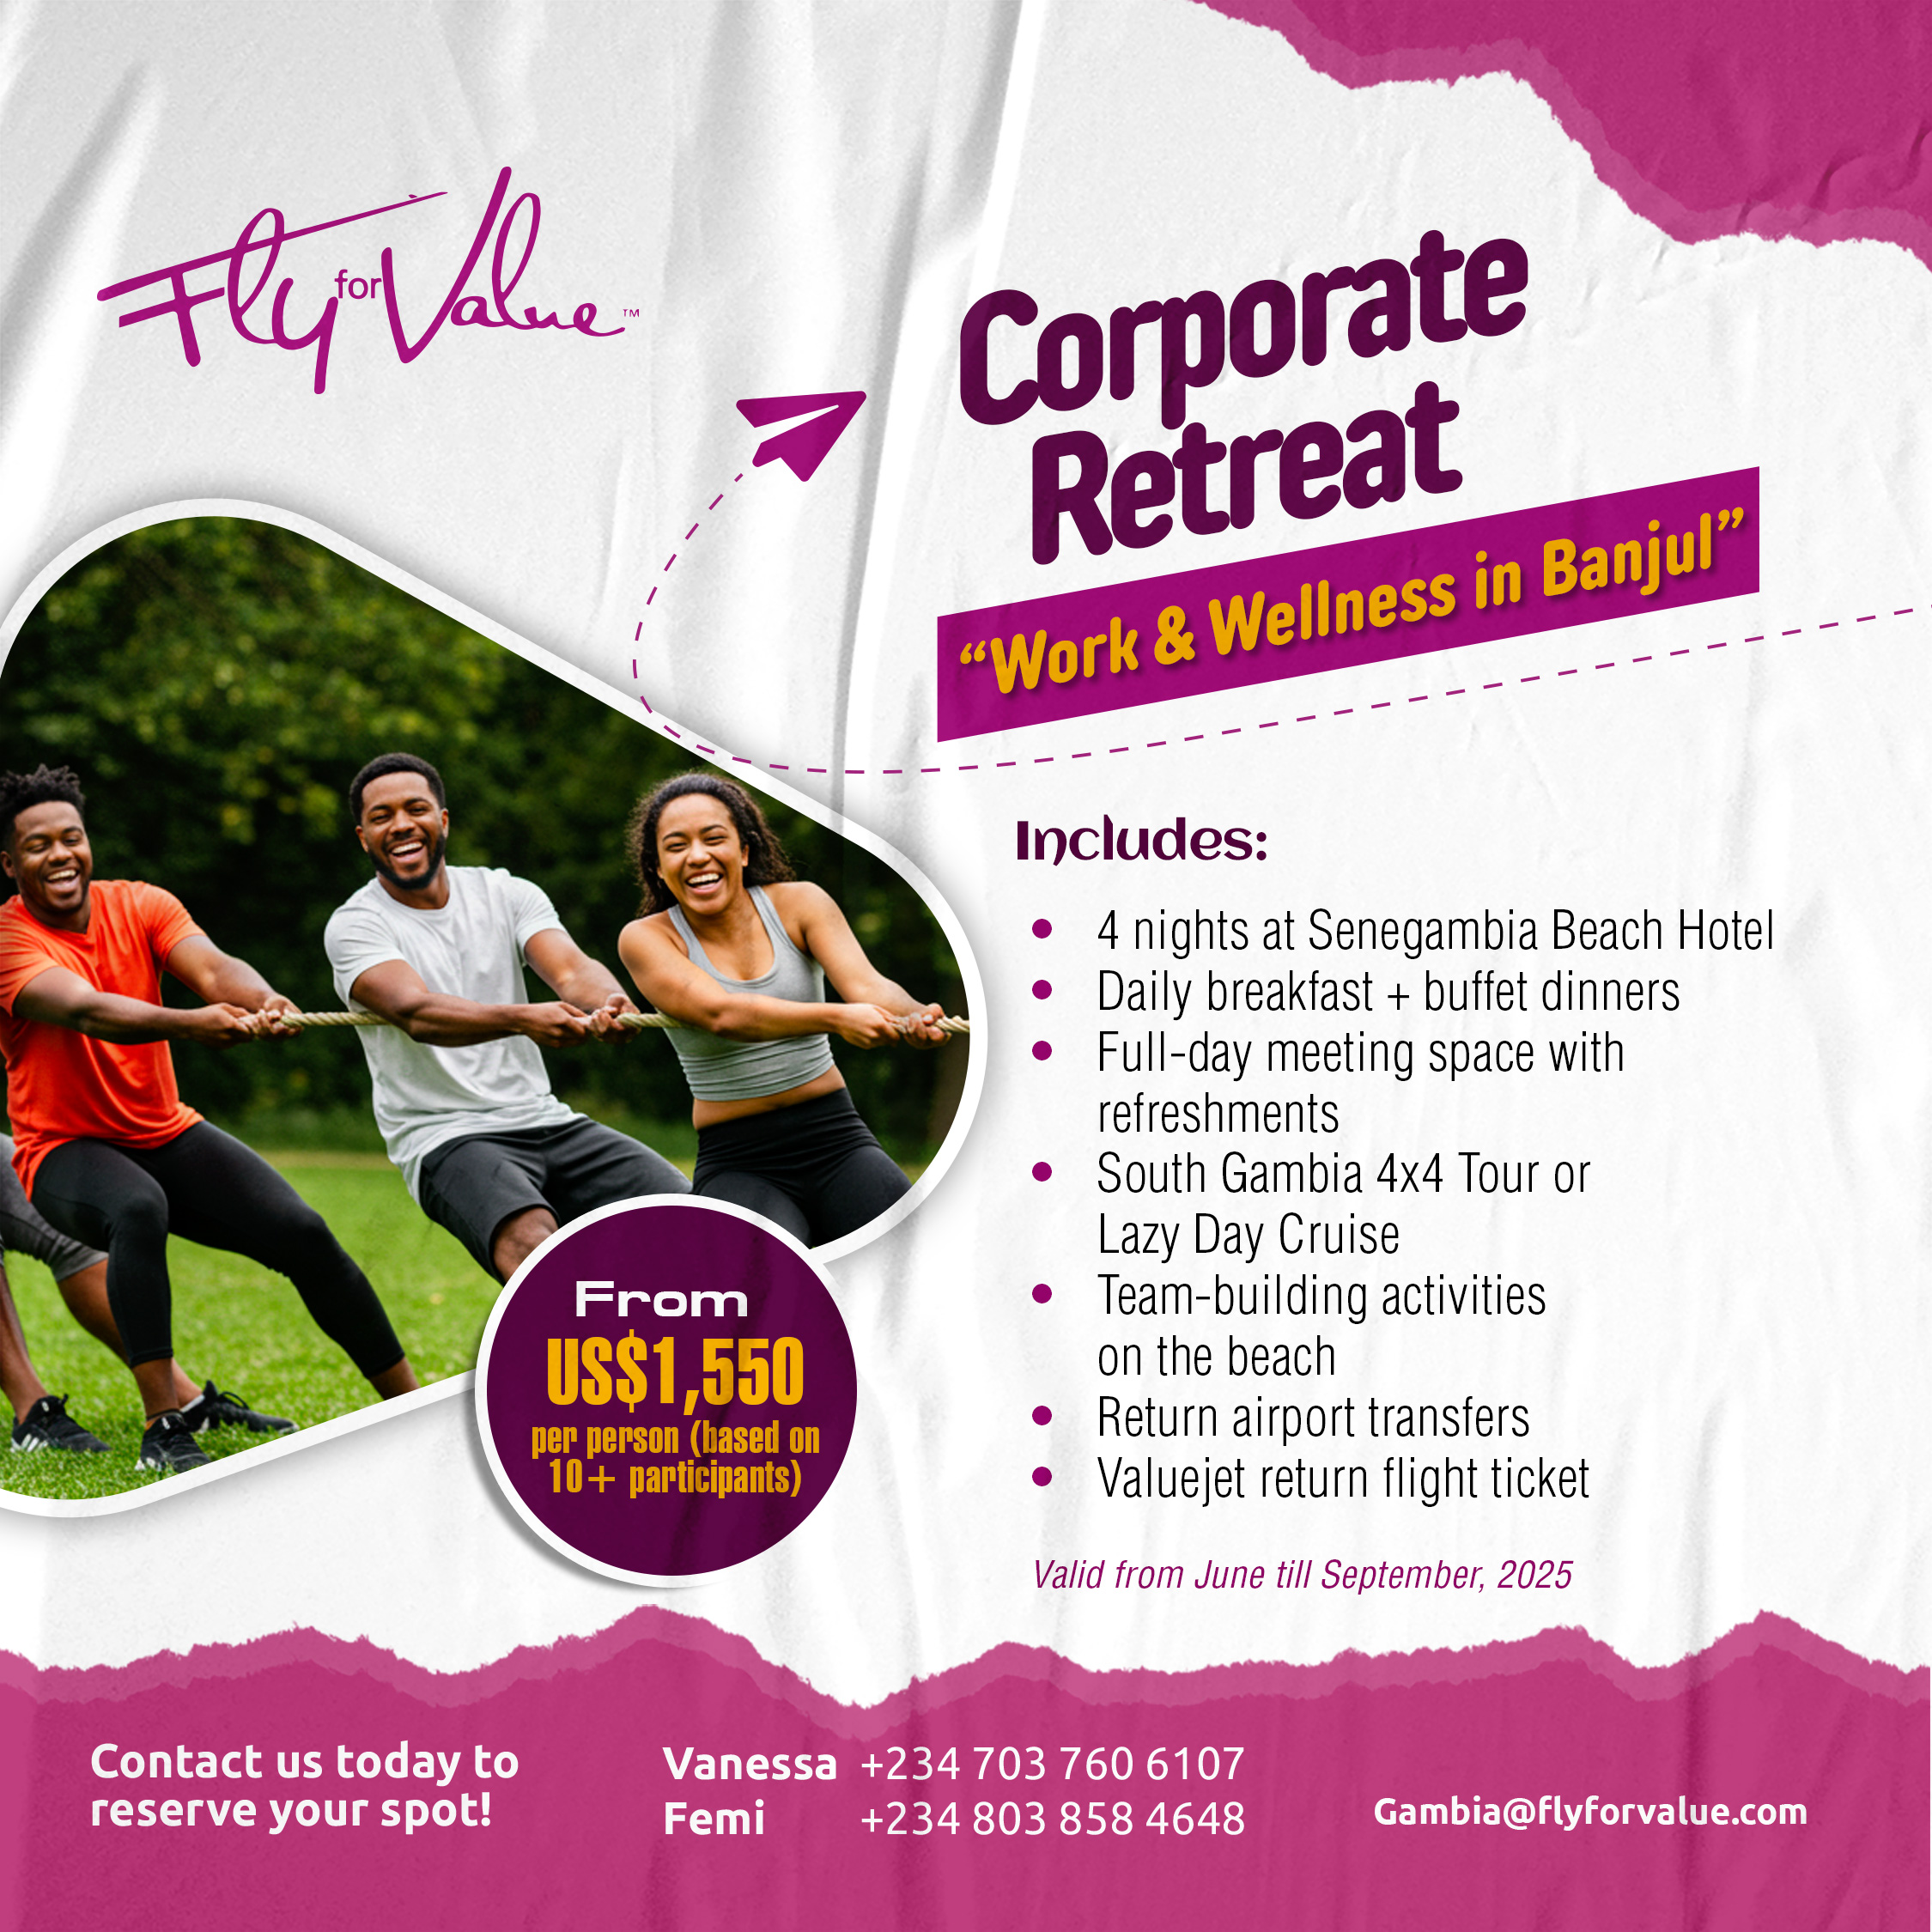 Fly for Value ™
Corporate
Retreat
“Work & Wellness in Banjul”
Includes:
• 4 nights at Senegambia Beach Hotel
• Daily breakfast + buffet dinners
• Full-day meeting space with
refreshments
• South Gambia 4x4 Tour or
Lazy Day Cruise
• Team-building activities
on the beach
• Return airport transfers
• Valuejet return flight ticket
Valid from June till September, 2025
From
US$1,550
per person (based on
10+ participants)
Contact us today to
reserve your spot!
Vanessa +234 703 760 6107
Femi +234 803 858 4648
Gambia@flyforvalue.com